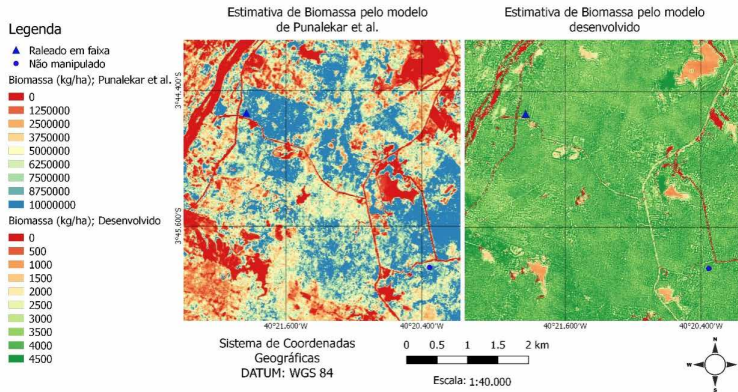 Legenda
Raleado em faixa
Não manipulado
Biomassa (kg/ha); Punalekar et al.
0
1250000
2500000
3750000
5000000
6250000
7500000
8750000
10000000
Biomassa (kg/ha); Desenvolvido
0
500
1000
1500
2000
2500
3000
3500
4000
4500
Estimativa de Biomassa pelo modelo
de Punalekar et al.
Estimativa de Biomassa pelo modelo
desenvolvido
3°44.400'S
3°45.600'S
40°21.600'W
40°20.400'W
40°21.600'W
40°20.400'W
Sistema de Coordenadas
Geográficas
DATUM: WGS 84
0 0.5 1 1.5 2 km
Escala: 1:40.000
N
W
E
S